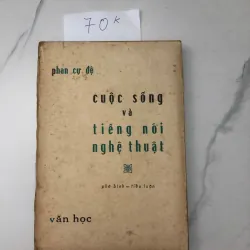 70K
phan cự đệ
cuộc sống
và
tiếng nói
nghệ thuật
phê bình — tiểu luận
văn học